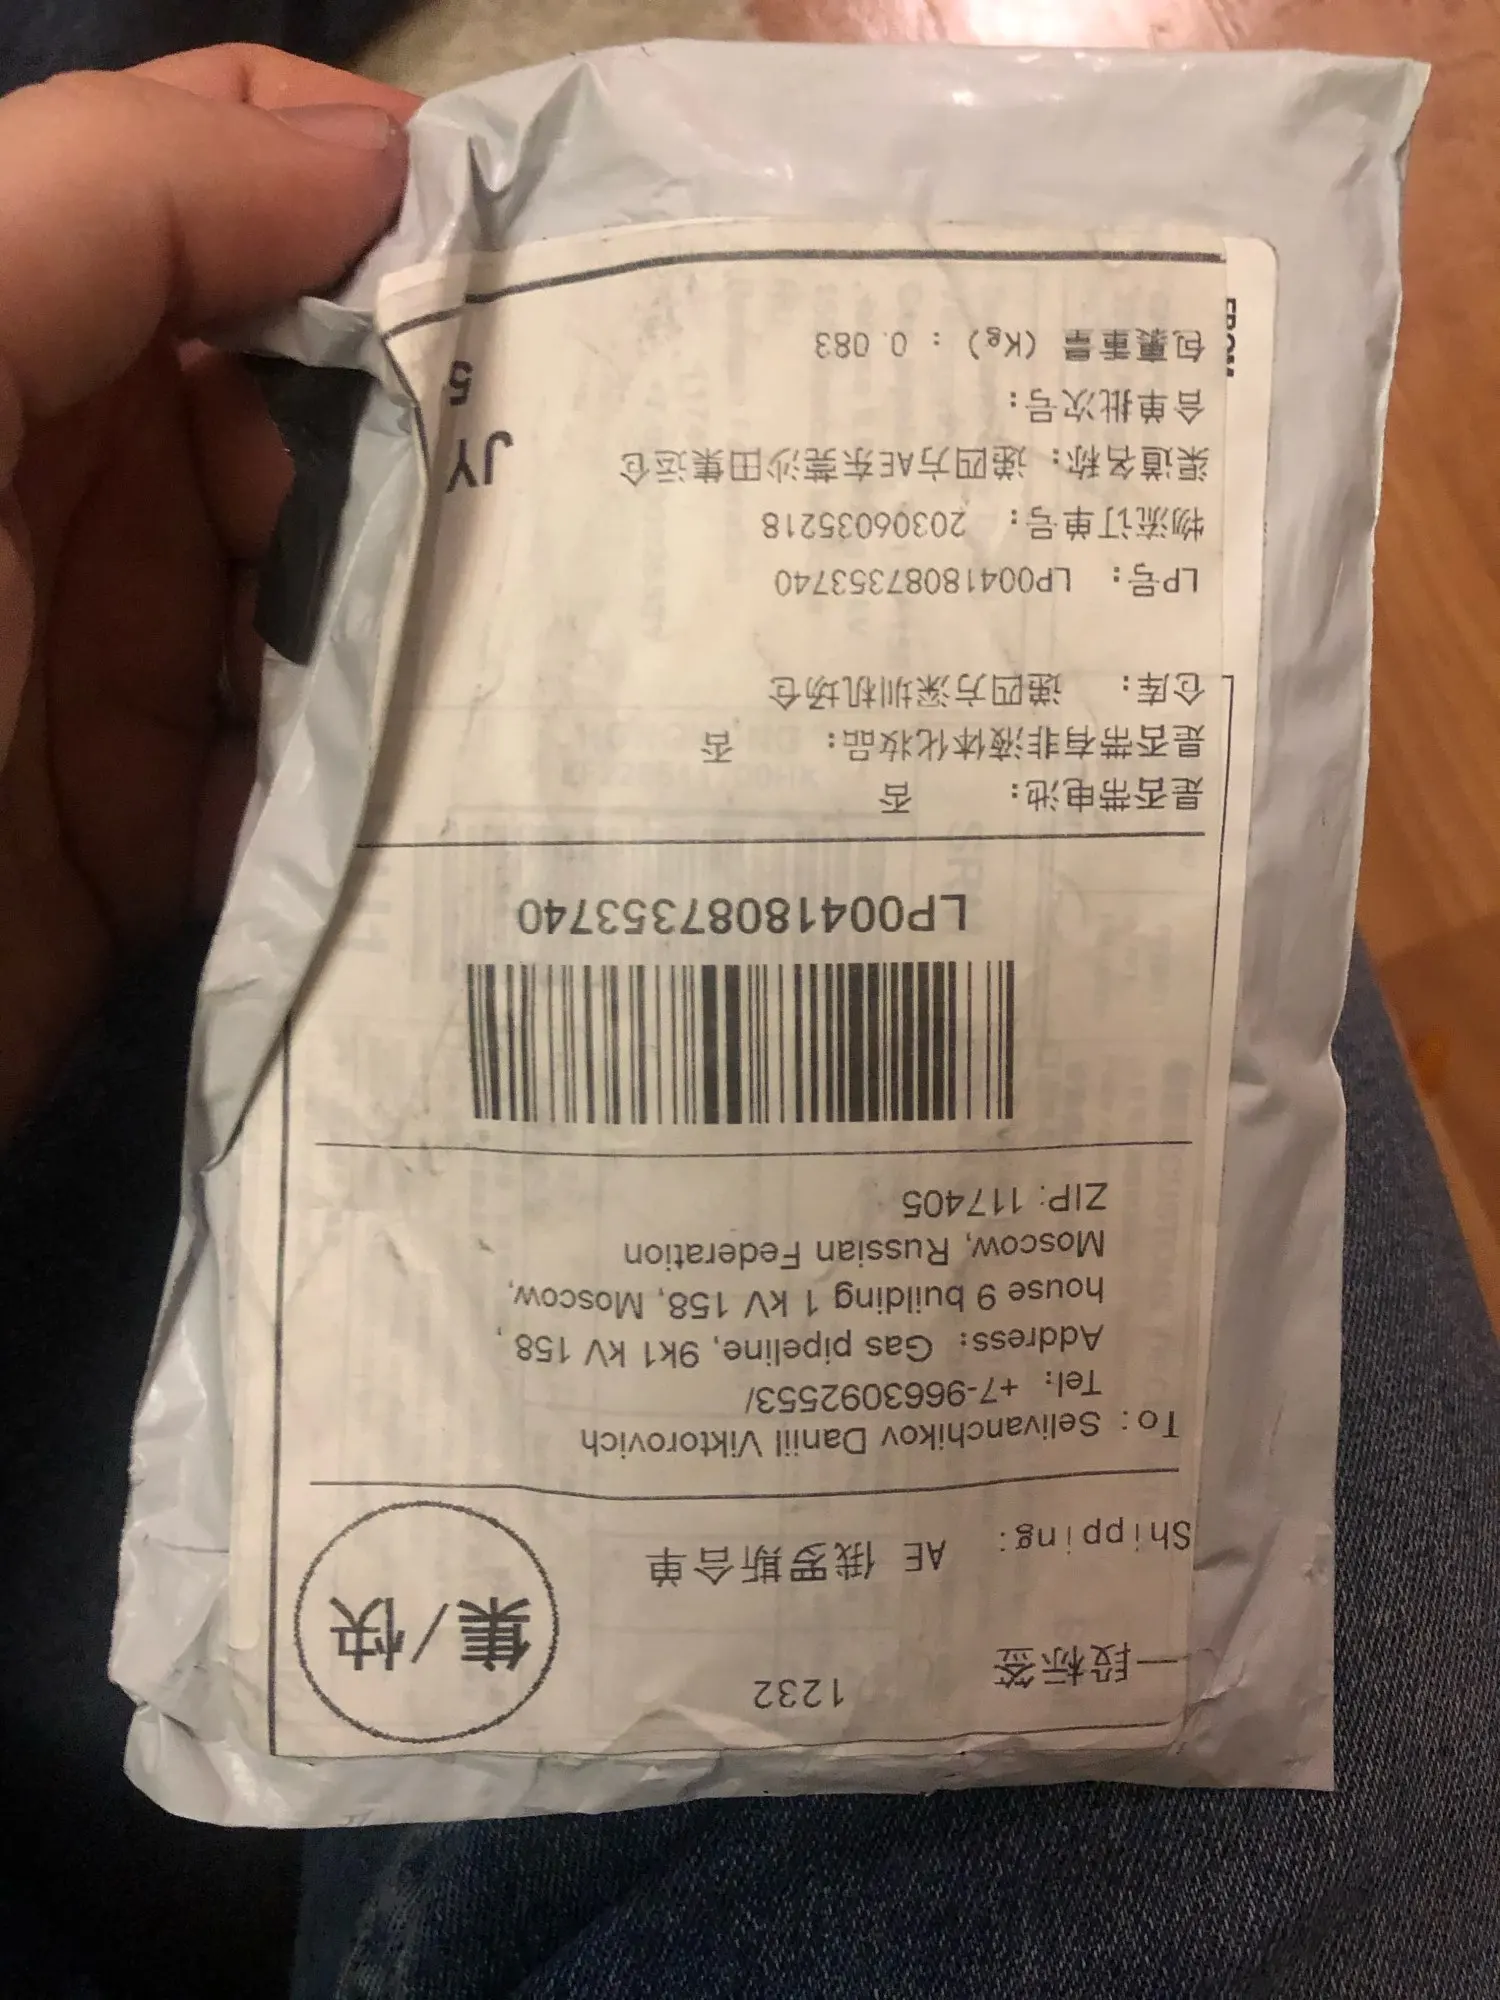 一段标签 1232
集/快
Shipping: AE 俄罗斯合单
To: Selivanchikov Daniil Viktorovich
Tel: +7-9663092553/
Address: Gas pipeline, 9k1 kV 158,
house 9 building 1 kV 158, Moscow,
Moscow, Russian Federation
ZIP: 117405
LP00418087353740
是否带电池: 否
是否带有非液体化妆品: 否
仓库: 递四方深圳机场仓
LP号: LP00418087353740
物流订单号: 20306035218
渠道名称: 递四方AE东莞沙田集运仓
合单批次号:
包裹重量 (Kg) : 0.083
JY
5
FROM